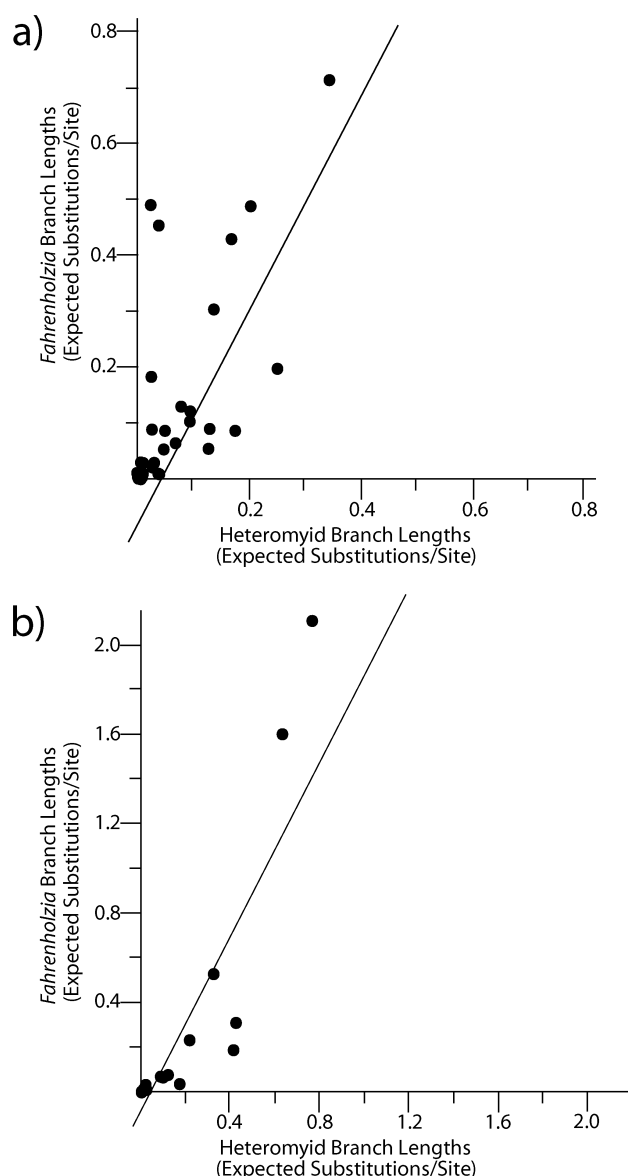 a)
0.8
0.6
0.4
0.2
Fahrenholzia Branch Lengths
(Expected Substitutions/Site)
0.2
0.4
0.6
0.8
Heteromyid Branch Lengths
(Expected Substitutions/Site)
b)
2.0
1.6
1.2
0.8
0.4
Fahrenholzia Branch Lengths
(Expected Substitutions/Site)
0.4
0.8
1.2
1.6
2.0
Heteromyid Branch Lengths
(Expected Substitutions/Site)